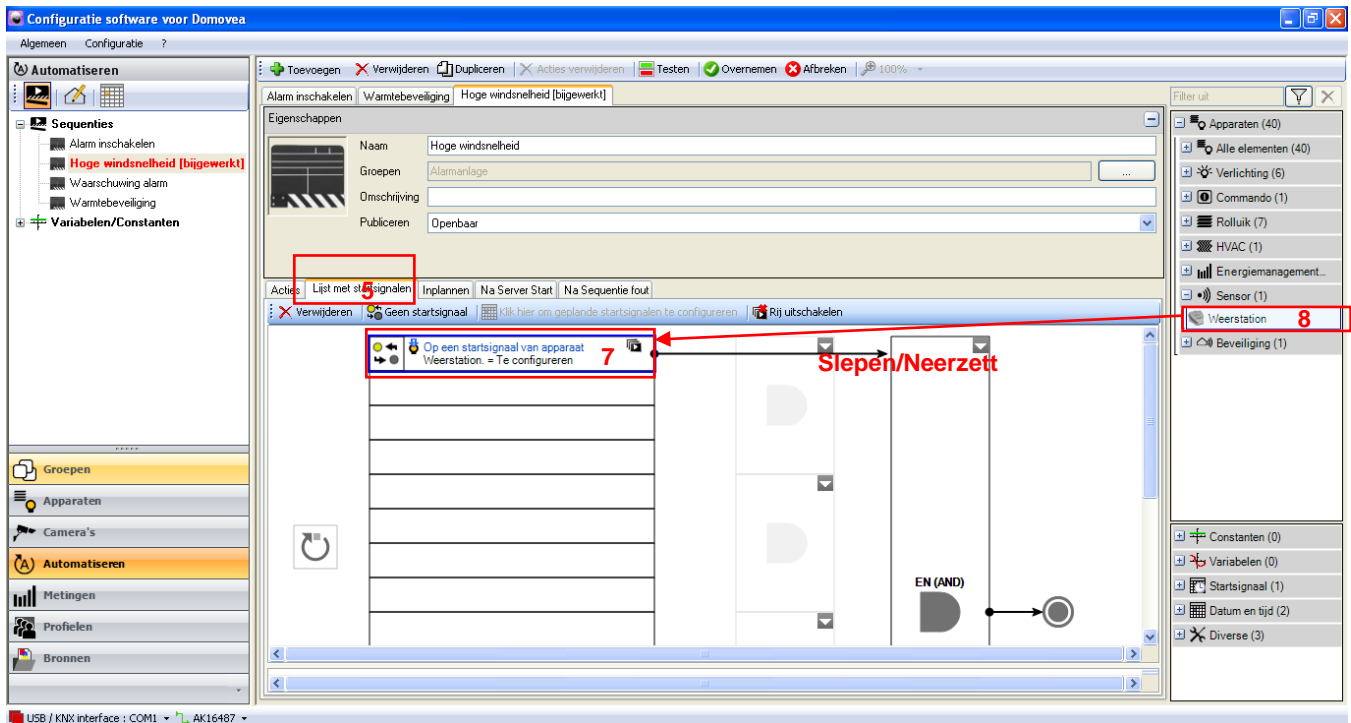 Configuratie software voor Domovea
Algemeen Configuratie ?
Automatiseren
Sequenties
Alarm inschakelen
Hoge windsnelheid [bijgewerkt]
Waarschuwing alarm
Warmtebeveiliging
Variabelen/Constanten
Groepen
Apparaten
Camera's
Automatiseren
Metingen
Profielen
Bronnen
Toevoegen Verwijderen Dupliceren Acties verwijderen Testen Overnemen Afbreken 100%
Alarm inschakelen Warmtebeveiliging Hoge windsnelheid [bijgewerkt]
Eigenschappen
Naam Hoge windsnelheid
Groepen Alarmanlage ...
Omschrijving
Publiceren Openbaar
Acties Lijst met startsignalen Inplannen Na Server Start Na Sequentie fout
5
Verwijderen Geen startsignaal Klik hier om geplande startsignalen te configureren Rij uitschakelen
Op een startsignaal van apparaat
Weerstation. = Te configureren
7
Slepen/Neerzett
EN (AND)
Filter uit
Apparaten (40)
Alle elementen (40)
Verlichting (6)
Commando (1)
Rolluik (7)
HVAC (1)
Energiemanagement...
Sensor (1)
Weerstation 8
Beveiliging (1)
Constanten (0)
Variabelen (0)
Startsignaal (1)
Datum en tijd (2)
Diverse (3)
USB / KNX interface : COM1 AK16487